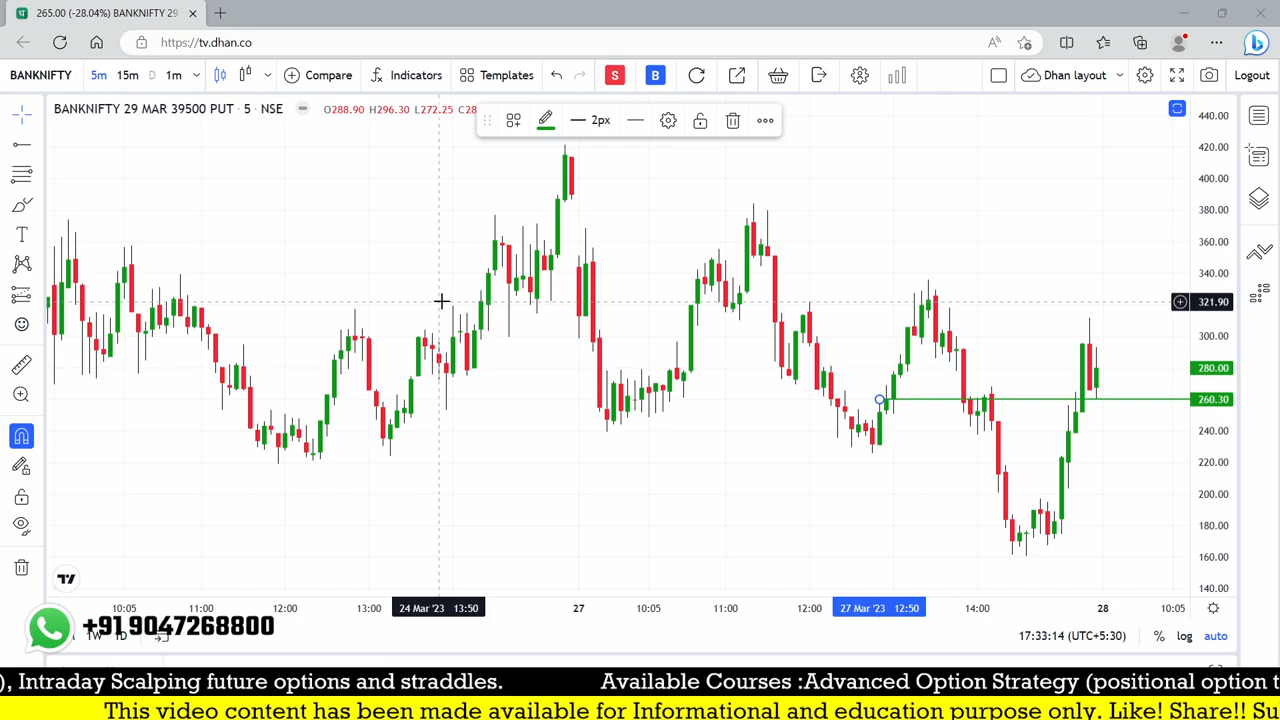 265.00 (-28.04%) BANKNIFTY 29
https://tv.dhan.co
BANKNIFTY 5m 15m D 1m Compare Indicators Templates S B Dhan layout Logout
BANKNIFTY 29 MAR 39500 PUT · 5 · NSE O288.90 H296.30 L272.25 C28
2px
440.00
420.00
400.00
380.00
360.00
340.00
321.90
300.00
280.00
260.30
240.00
220.00
200.00
180.00
160.00
140.00
10:05 11:00 12:00 13:00 24 Mar '23 13:50 27 10:05 11:00 12:00 27 Mar '23 12:50 14:00 28 10:05
+91 9047268800
1W 1D 17:33:14 (UTC+5:30) % log auto
), Intraday Scalping future options and straddles. Available Courses :Advanced Option Strategy (positional option t
This video content has been made available for Informational and education purpose only. Like! Share!! Su